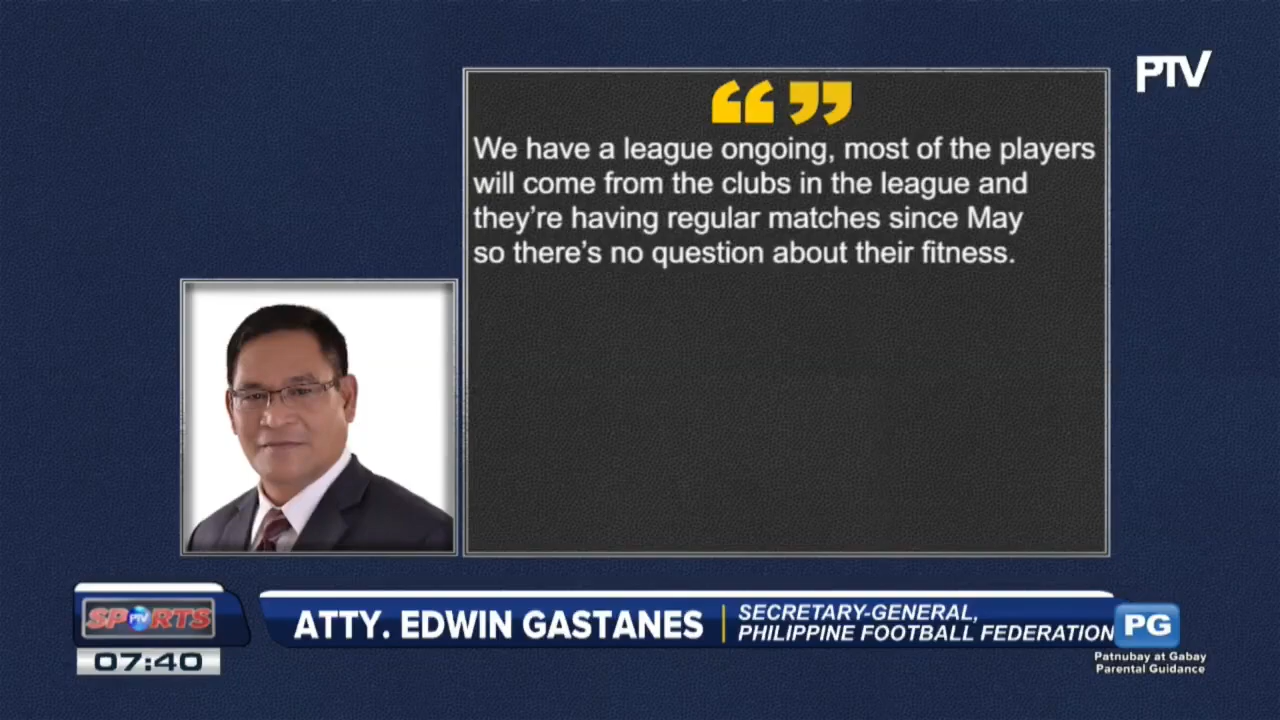 PTV
We have a league ongoing, most of the players
will come from the clubs in the league and
they're having regular matches since May
so there's no question about their fitness.
SPORTS
PTV
07:40
ATTY. EDWIN GASTANES
SECRETARY-GENERAL,
PHILIPPINE FOOTBALL FEDERATION
PG
Patnubay at Gabay
Parental Guidance